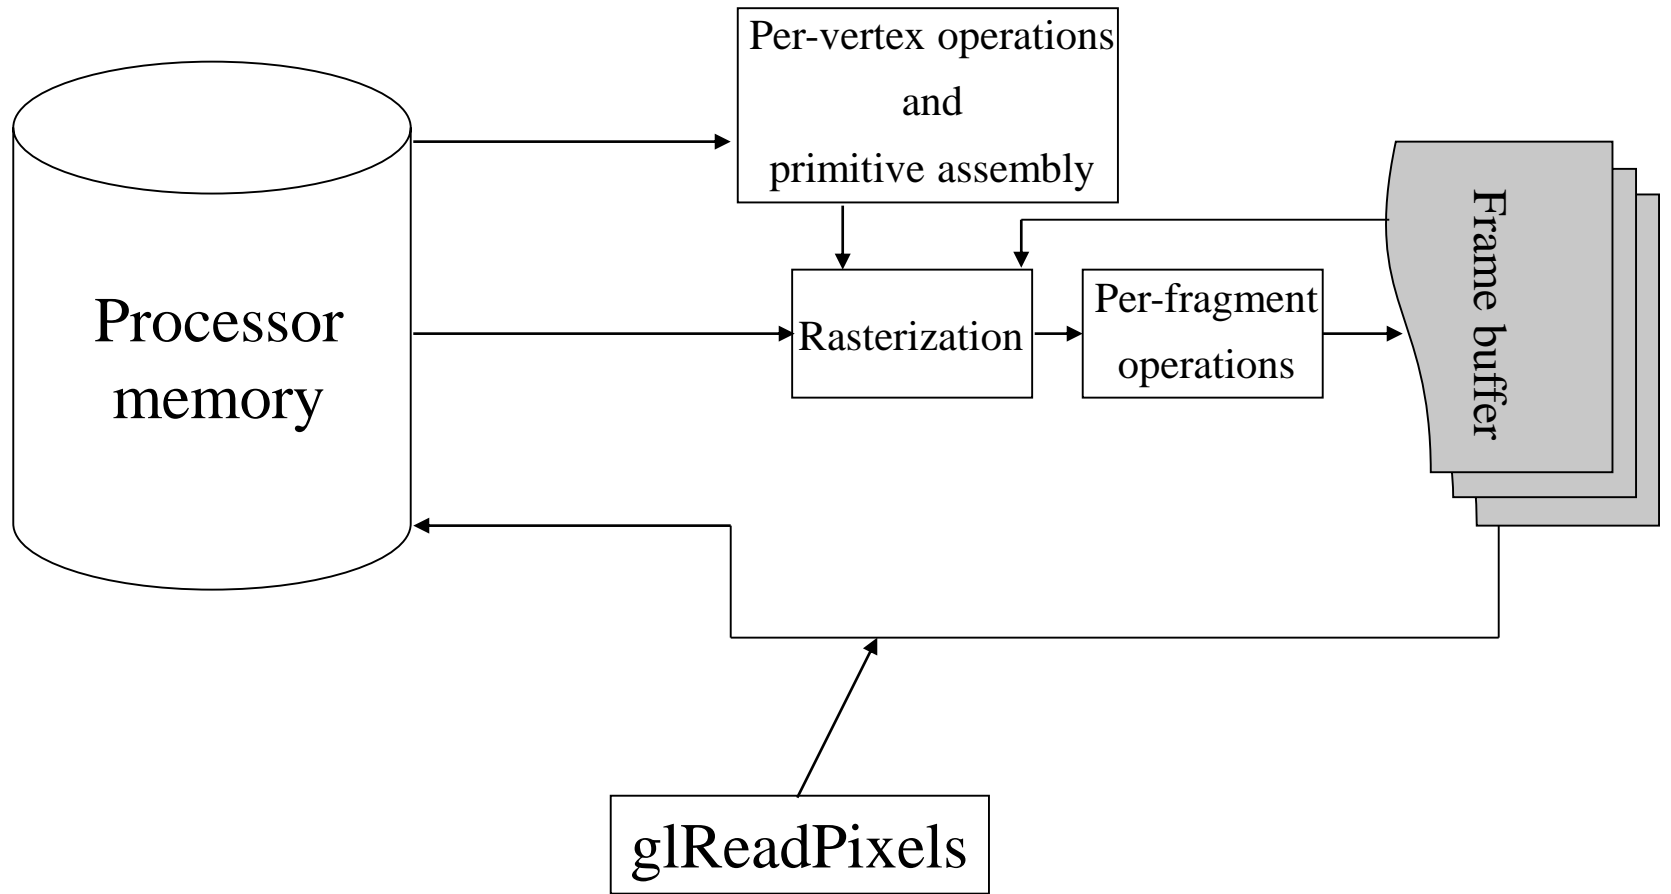 Per-vertex operations
and
primitive assembly
Processor
memory
Rasterization
Per-fragment
operations
Frame buffer
glReadPixels